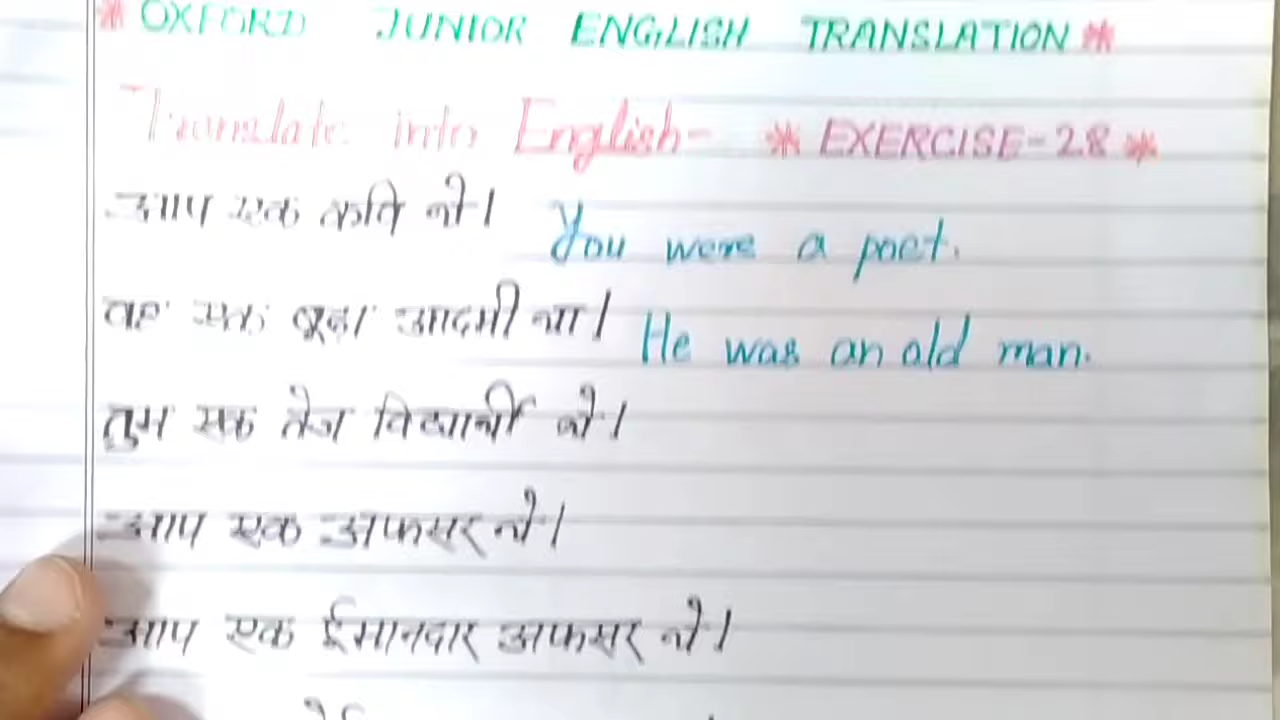 * OXFORD JUNIOR ENGLISH TRANSLATION *
Translate into English- * EXERCISE-28 *
आप एक कवि थे। You were a poet.
वह एक बूढ़ा आदमी था। He was an old man.
तुम एक तेज विद्यार्थी थे।
आप एक अफसर थे।
आप एक ईमानदार अफसर थे।